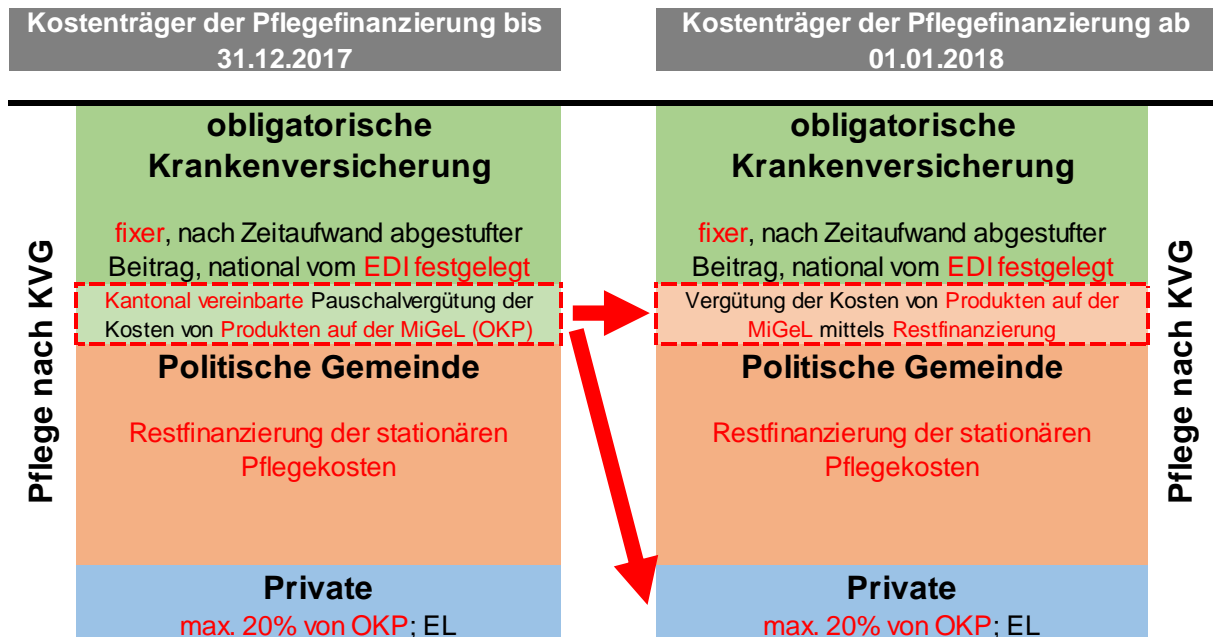 Kostenträger der Pflegefinanzierung bis
31.12.2017
Kostenträger der Pflegefinanzierung ab
01.01.2018
Pflege nach KVG
obligatorische
Krankenversicherung
fixer, nach Zeitaufwand abgestufter
Beitrag, national vom EDI festgelegt
Kantonal vereinbarte Pauschalvergütung der
Kosten von Produkten auf der MiGeL (OKP)
Politische Gemeinde
Restfinanzierung der stationären
Pflegekosten
Private
max. 20% von OKP; EL
obligatorische
Krankenversicherung
fixer, nach Zeitaufwand abgestufter
Beitrag, national vom EDI festgelegt
Vergütung der Kosten von Produkten auf der
MiGeL mittels Restfinanzierung
Politische Gemeinde
Restfinanzierung der stationären
Pflegekosten
Private
max. 20% von OKP; EL
Pflege nach KVG